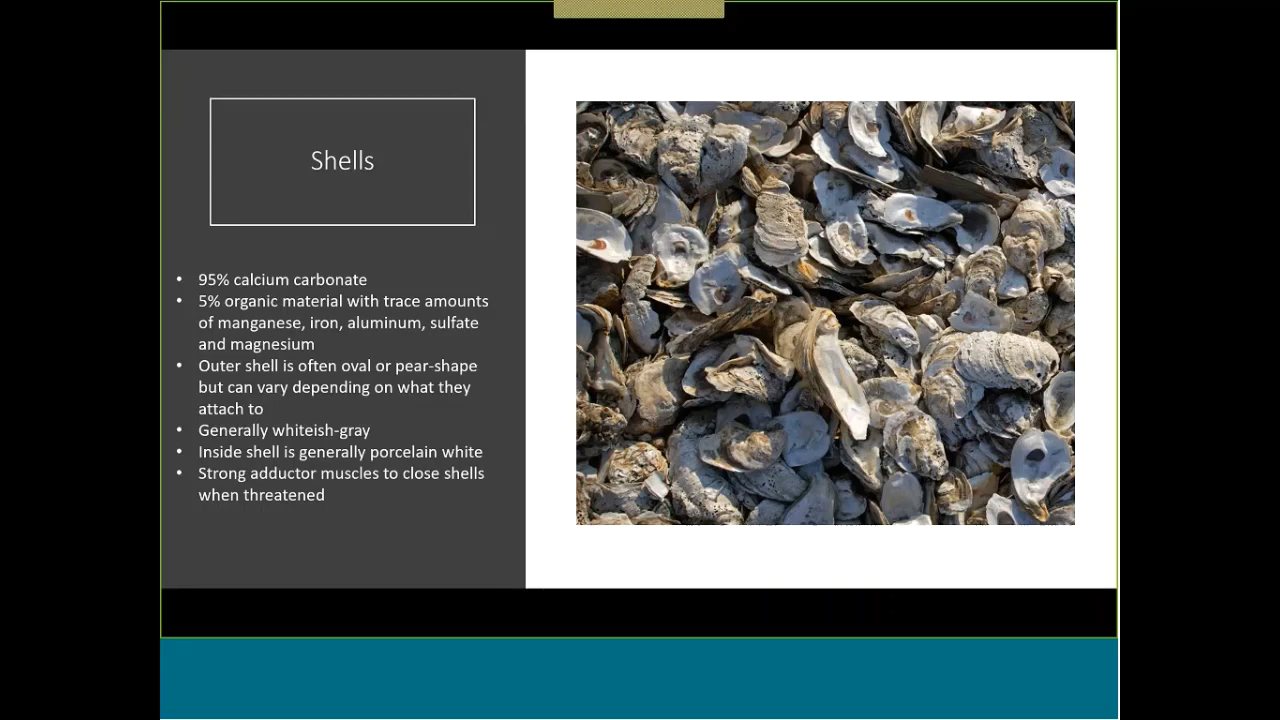 Shells
• 95% calcium carbonate
• 5% organic material with trace amounts
of manganese, iron, aluminum, sulfate
and magnesium
• Outer shell is often oval or pear-shape
but can vary depending on what they
attach to
• Generally whiteish-gray
• Inside shell is generally porcelain white
• Strong adductor muscles to close shells
when threatened